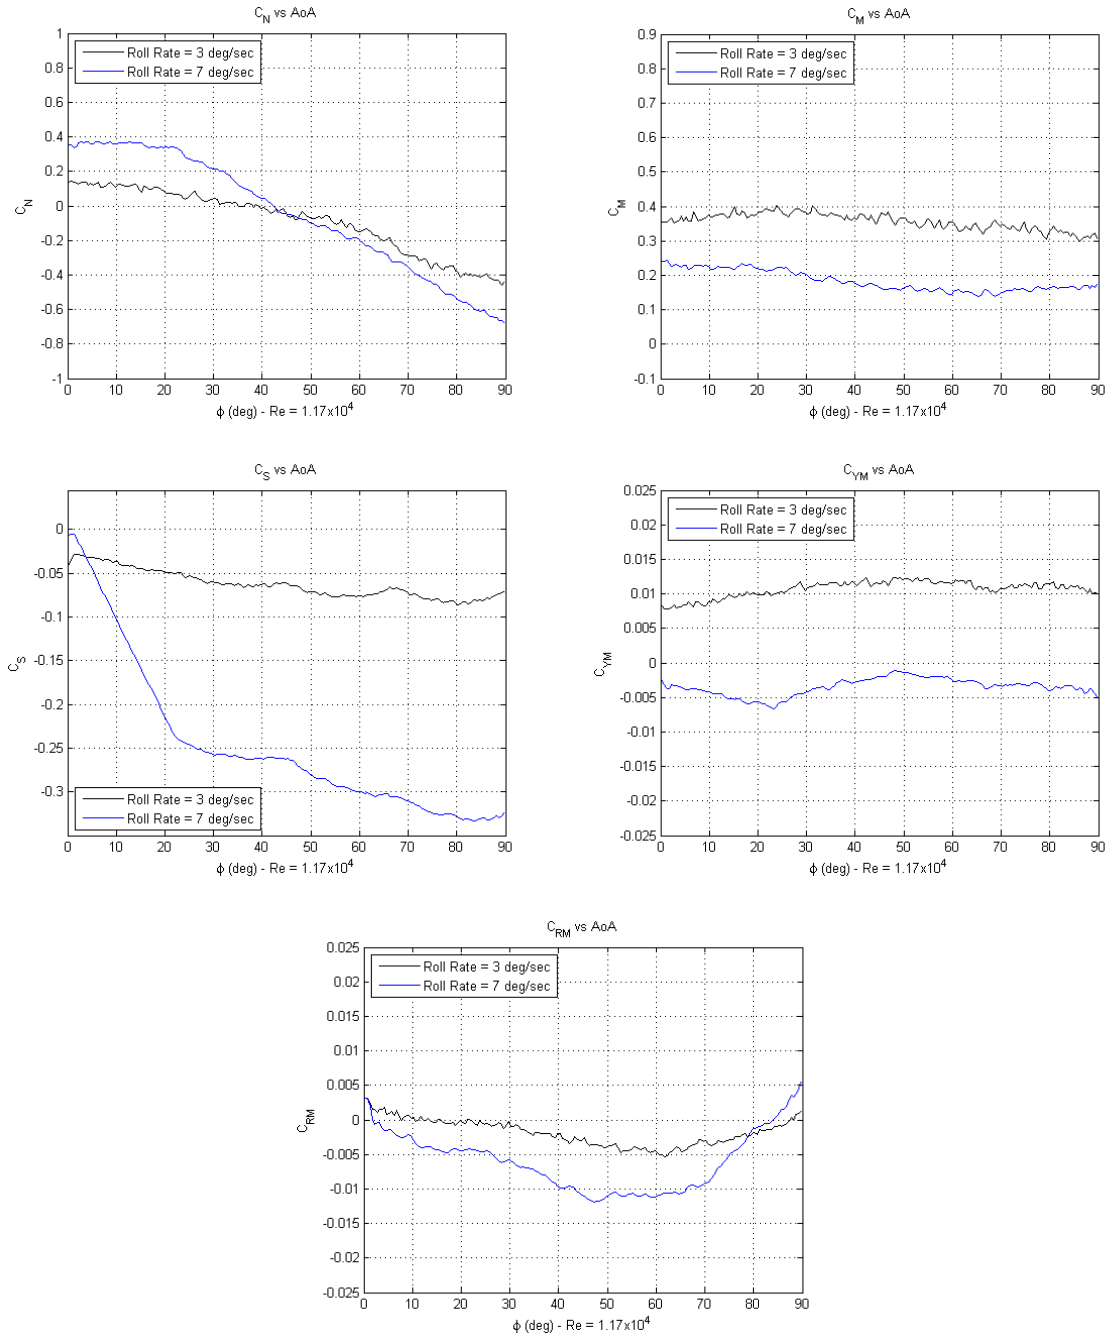 C_N vs AoA
Roll Rate = 3 deg/sec
Roll Rate = 7 deg/sec
1
0.8
0.6
0.4
0.2
0
-0.2
-0.4
-0.6
-0.8
-1
C_N
0 10 20 30 40 50 60 70 80 90
ϕ (deg) - Re = 1.17x10^4
C_M vs AoA
Roll Rate = 3 deg/sec
Roll Rate = 7 deg/sec
0.9
0.8
0.7
0.6
0.5
0.4
0.3
0.2
0.1
0
-0.1
C_M
0 10 20 30 40 50 60 70 80 90
ϕ (deg) - Re = 1.17x10^4
C_S vs AoA
0
-0.05
-0.1
-0.15
-0.2
-0.25
-0.3
C_S
Roll Rate = 3 deg/sec
Roll Rate = 7 deg/sec
0 10 20 30 40 50 60 70 80 90
ϕ (deg) - Re = 1.17x10^4
C_YM vs AoA
Roll Rate = 3 deg/sec
Roll Rate = 7 deg/sec
0.025
0.02
0.015
0.01
0.005
0
-0.005
-0.01
-0.015
-0.02
-0.025
C_YM
0 10 20 30 40 50 60 70 80 90
ϕ (deg) - Re = 1.17x10^4
C_RM vs AoA
Roll Rate = 3 deg/sec
Roll Rate = 7 deg/sec
0.025
0.02
0.015
0.01
0.005
0
-0.005
-0.01
-0.015
-0.02
-0.025
C_RM
0 10 20 30 40 50 60 70 80 90
ϕ (deg) - Re = 1.17x10^4